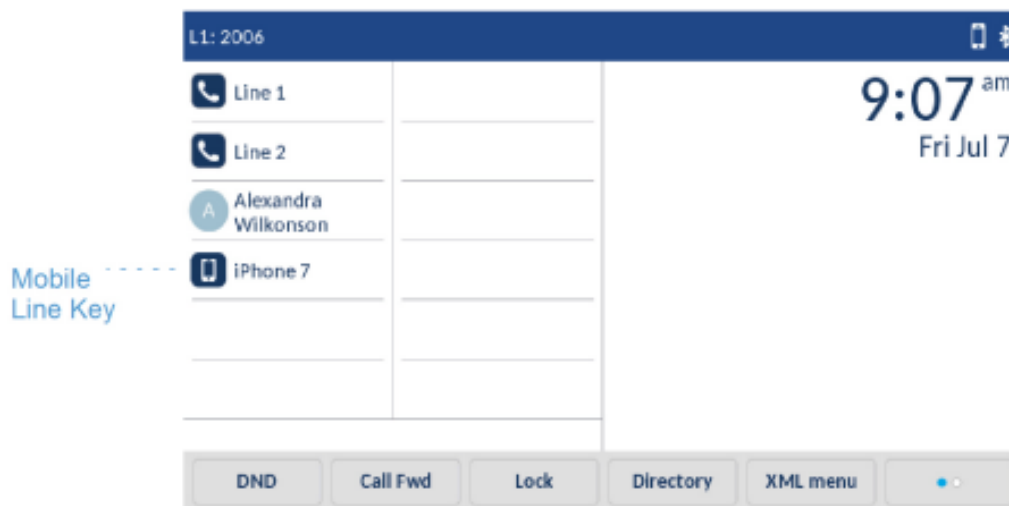 L1: 2006
Line 1
Line 2
A
Alexandra
Wilkonson
iPhone 7
9:07 am
Fri Jul 7
Mobile
Line Key
DND
Call Fwd
Lock
Directory
XML menu